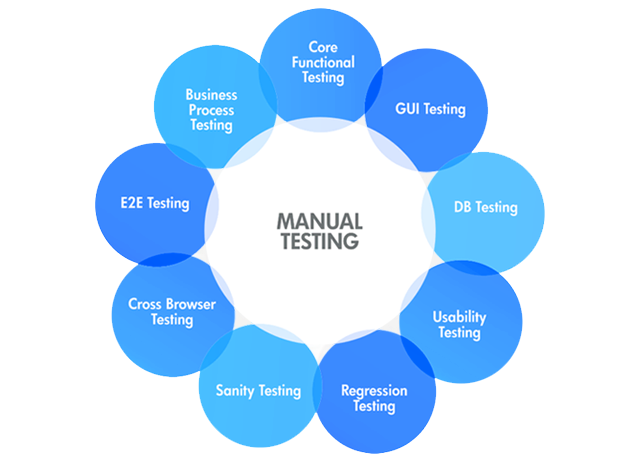 Core
Functional
Testing
GUI Testing
DB Testing
Usability
Testing
Regression
Testing
Sanity Testing
Cross Browser
Testing
E2E Testing
Business
Process
Testing
MANUAL
TESTING